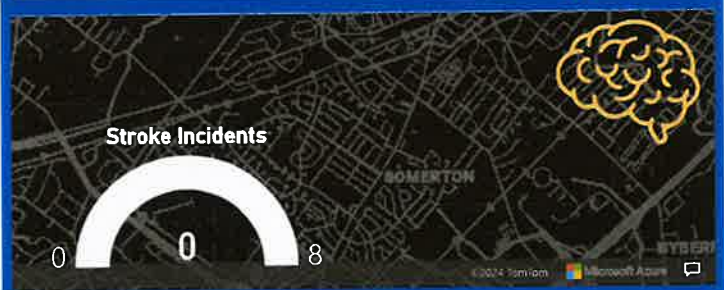 Stroke Incidents
SOMERTON
0
0
8
©2024 TomTom Microsoft Azure